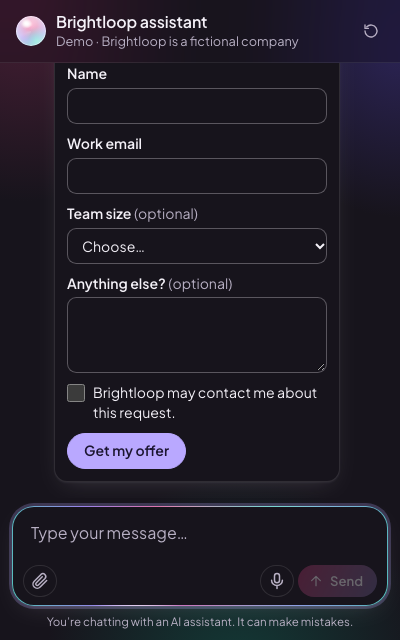 Brightloop assistant
Demo · Brightloop is a fictional company
Name
Work email
Team size (optional)
Choose…
Anything else? (optional)
Brightloop may contact me about
this request.
Get my offer
Type your message…
Send
You're chatting with an AI assistant. It can make mistakes.